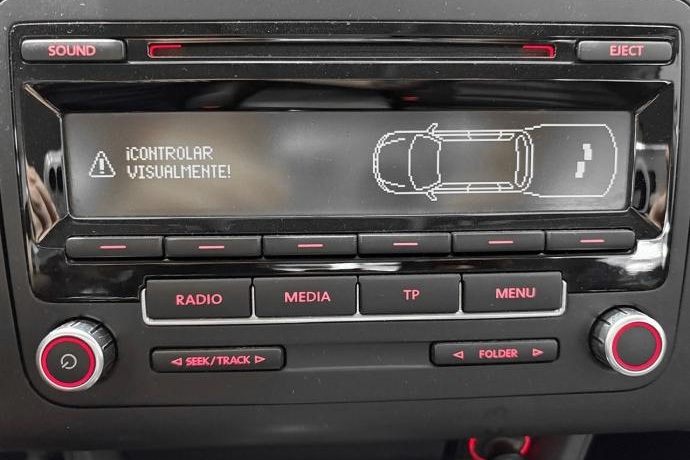 SOUND
EJECT
¡CONTROLAR
VISUALMENTE!
RADIO
MEDIA
TP
MENU
SEEK/TRACK
FOLDER